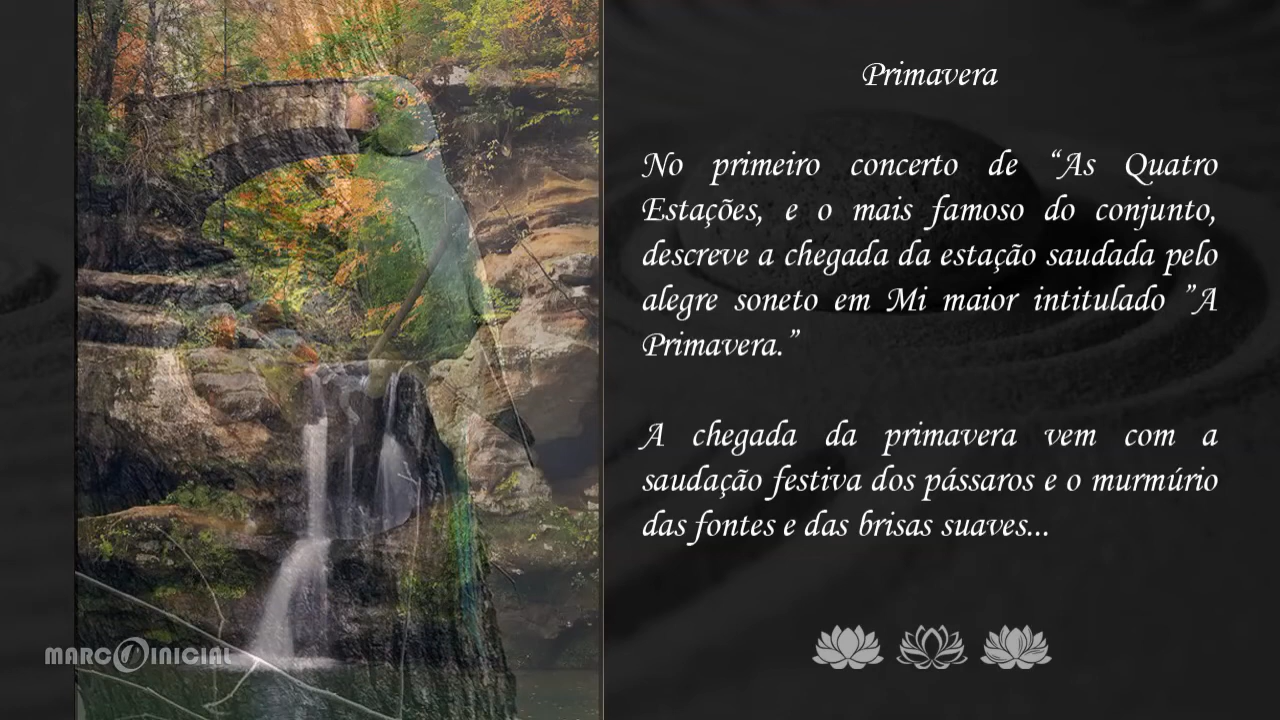 Primavera
No primeiro concerto de “As Quatro
Estações, e o mais famoso do conjunto,
descreve a chegada da estação saudada pelo
alegre soneto em Mi maior intitulado ”A
Primavera.”
A chegada da primavera vem com a
saudação festiva dos pássaros e o murmúrio
das fontes e das brisas suaves...
MARCO INICIAL